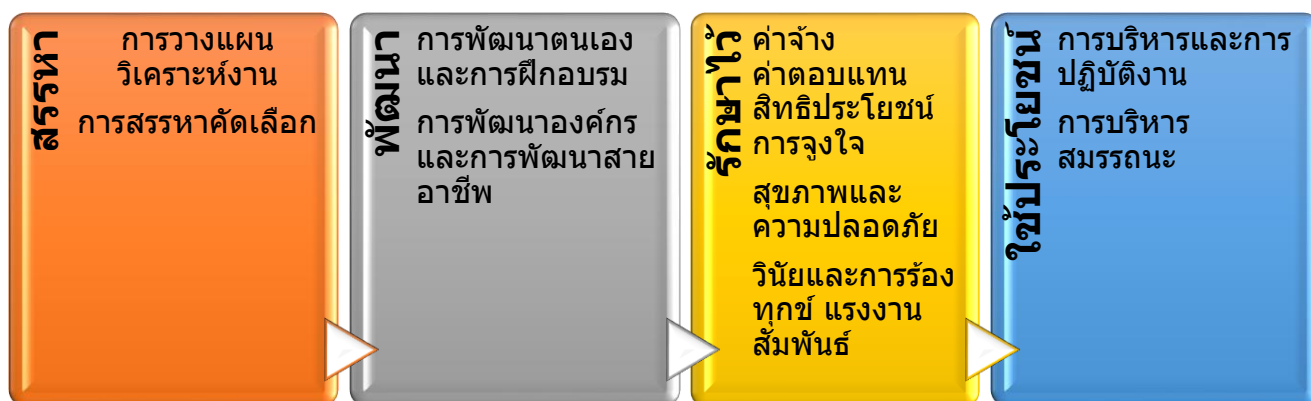 สรรหา
การวางแผน
วิเคราะห์งาน
การสรรหาคัดเลือก
พัฒนา
การพัฒนาตนเอง
และการฝึกอบรม
การพัฒนาองค์กร
และการพัฒนาสาย
อาชีพ
รักษาไว้
ค่าจ้าง
ค่าตอบแทน
สิทธิประโยชน์
การจูงใจ
สุขภาพและ
ความปลอดภัย
วินัยและการร้อง
ทุกข์ แรงงาน
สัมพันธ์
ใช้ประโยชน์
การบริหารและการ
ปฏิบัติงาน
การบริหาร
สมรรถนะ